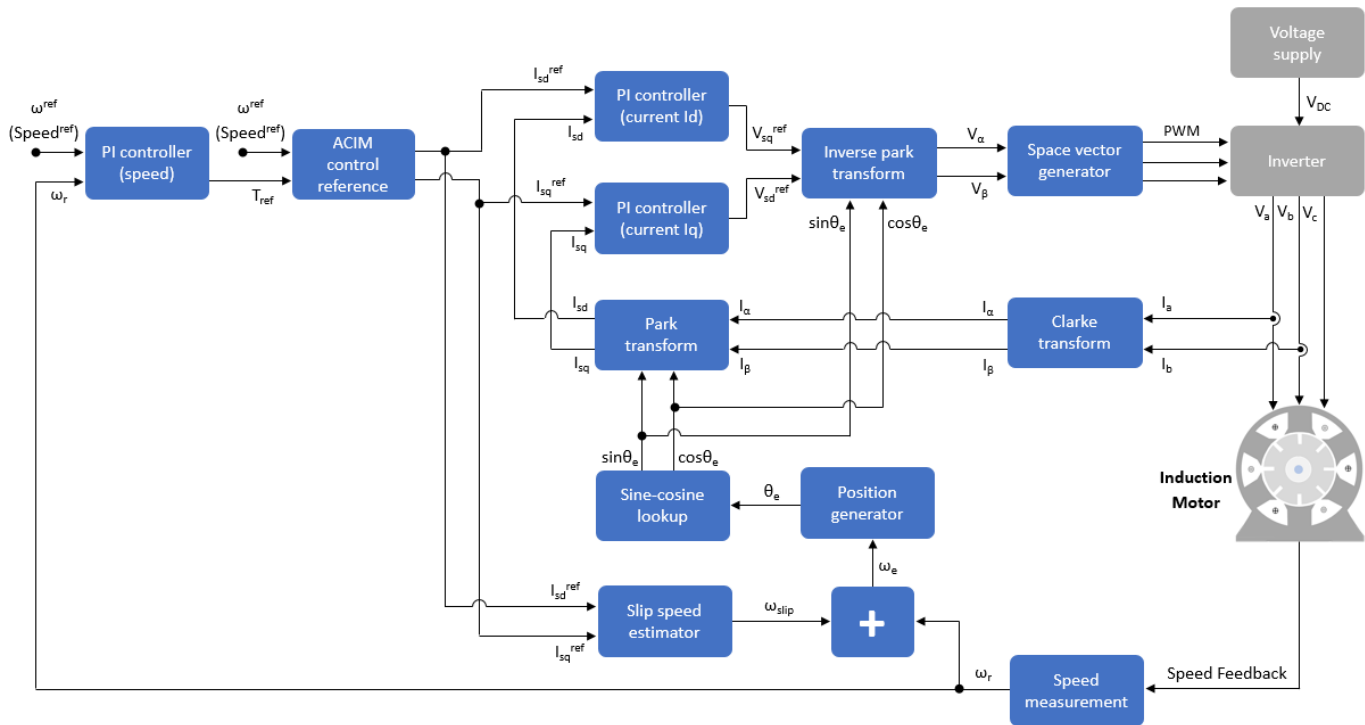 Voltage
supply
V_DC
I_sd^ref
ω^ref
(Speed^ref)
ω^ref
(Speed^ref)
PI controller
(speed)
ω_r
T_ref
ACIM
control
reference
I_sd
PI controller
(current Id)
V_sq^ref
I_sq^ref
PI controller
(current Iq)
V_sd^ref
I_sq
Inverse park
transform
sinθ_e
cosθ_e
V_α
V_β
Space vector
generator
PWM
Inverter
V_a
V_b
V_c
I_sd
I_sq
Park
transform
I_α
I_β
I_α
I_β
Clarke
transform
I_a
I_b
sinθ_e
cosθ_e
Sine-cosine
lookup
θ_e
Position
generator
Induction
Motor
ω_e
I_sd^ref
I_sq^ref
Slip speed
estimator
ω_slip
+
ω_r
Speed
measurement
Speed Feedback